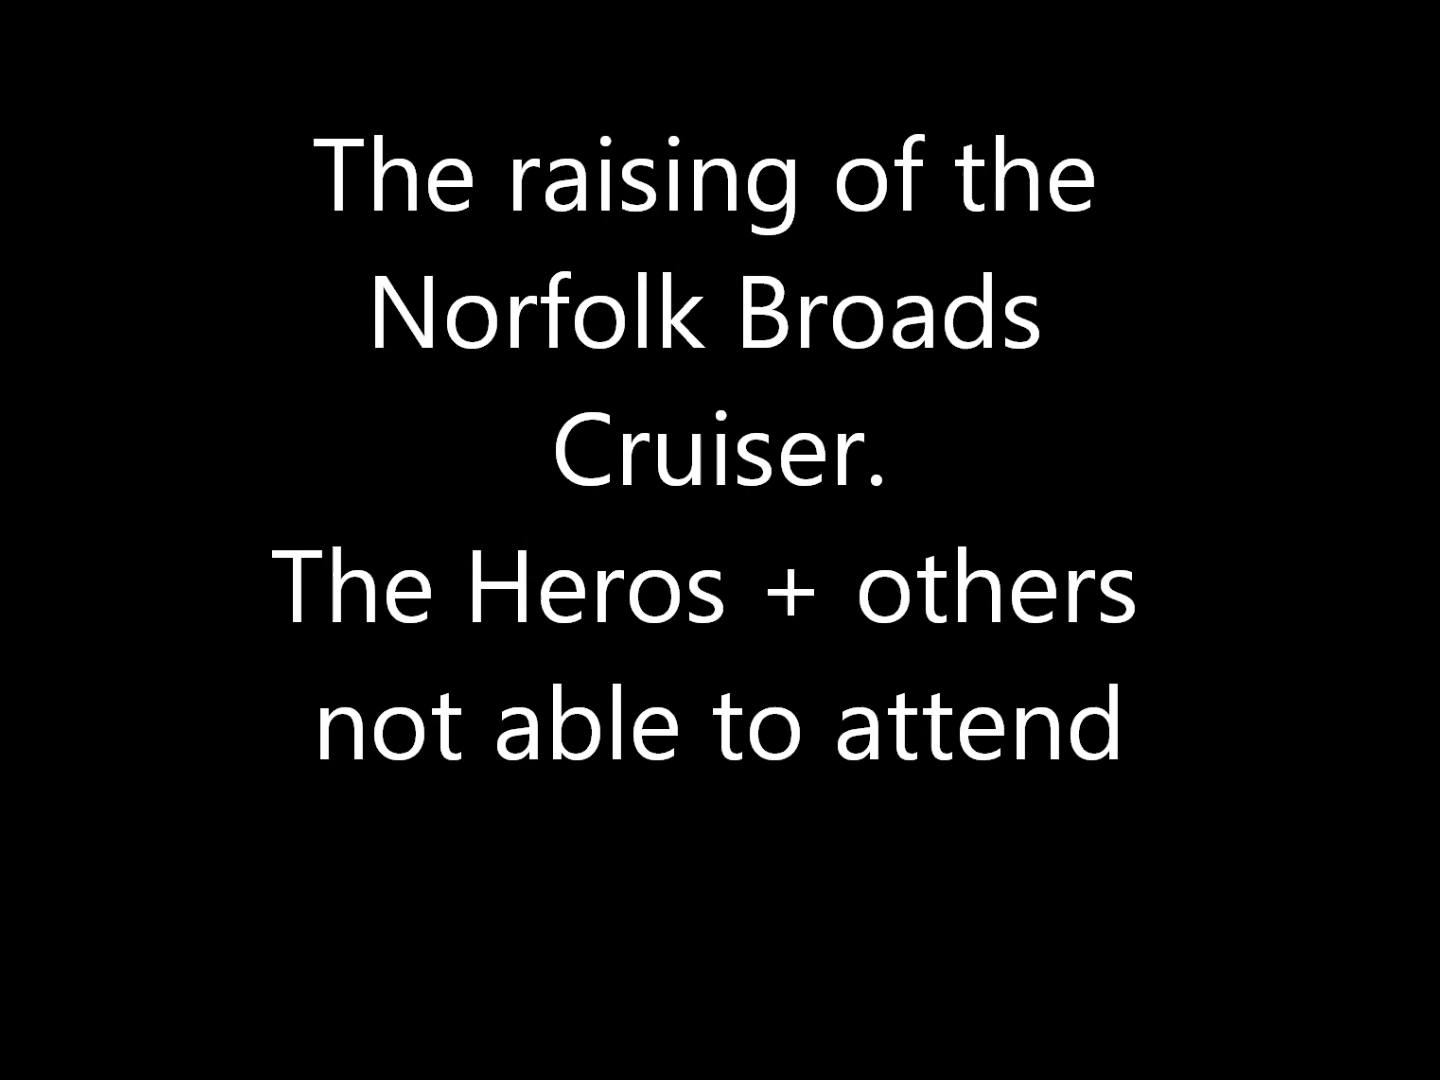 The raising of the
Norfolk Broads
Cruiser.
The Heros + others
not able to attend